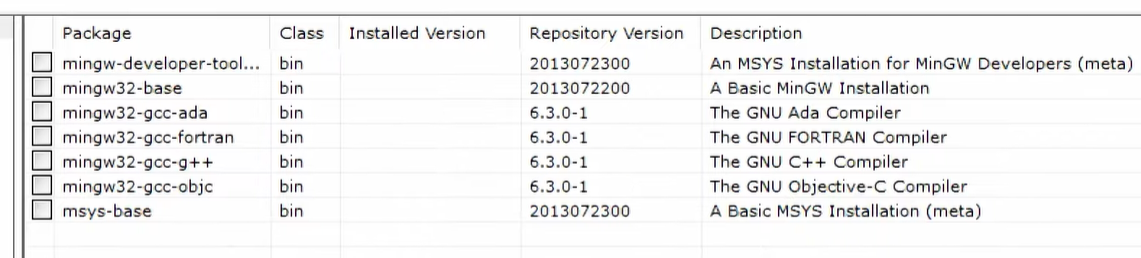 Package Class Installed Version Repository Version Description
mingw-developer-tool... bin 2013072300 An MSYS Installation for MinGW Developers (meta)
mingw32-base bin 2013072200 A Basic MinGW Installation
mingw32-gcc-ada bin 6.3.0-1 The GNU Ada Compiler
mingw32-gcc-fortran bin 6.3.0-1 The GNU FORTRAN Compiler
mingw32-gcc-g++ bin 6.3.0-1 The GNU C++ Compiler
mingw32-gcc-objc bin 6.3.0-1 The GNU Objective-C Compiler
msys-base bin 2013072300 A Basic MSYS Installation (meta)